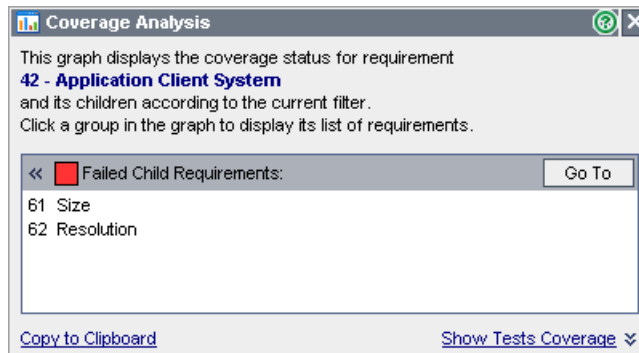 Coverage Analysis
This graph displays the coverage status for requirement
42 - Application Client System
and its children according to the current filter.
Click a group in the graph to display its list of requirements.
« Failed Child Requirements: Go To
61 Size
62 Resolution
Copy to Clipboard Show Tests Coverage